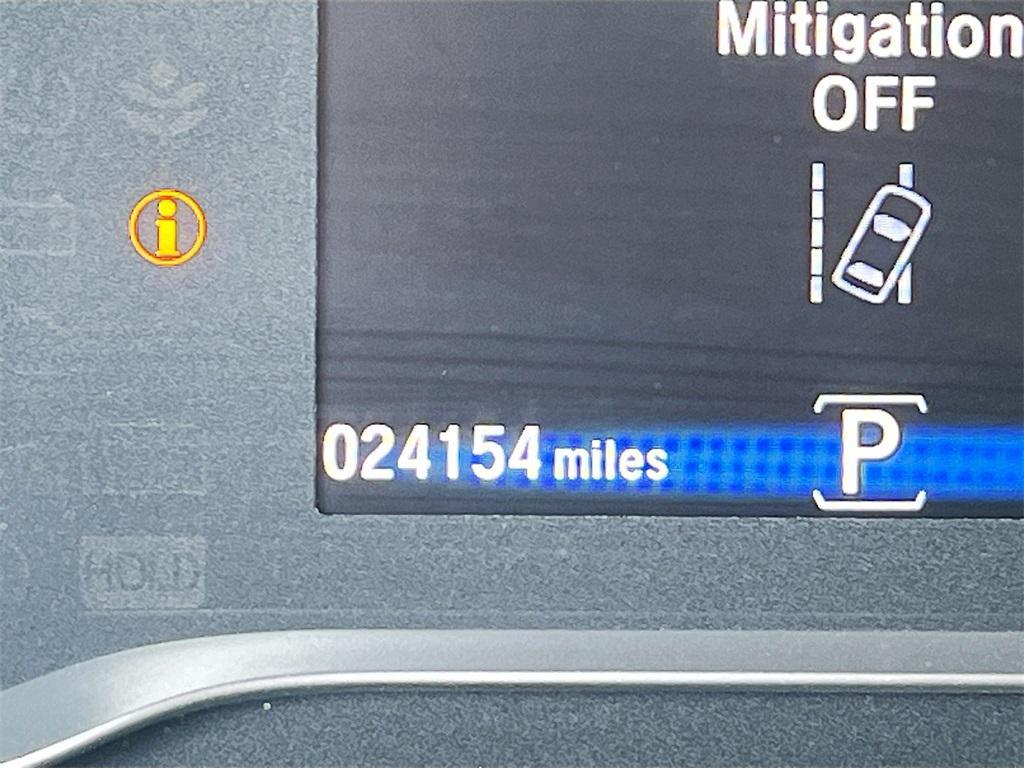 Mitigation
OFF
i
024154 miles
P
HOLD